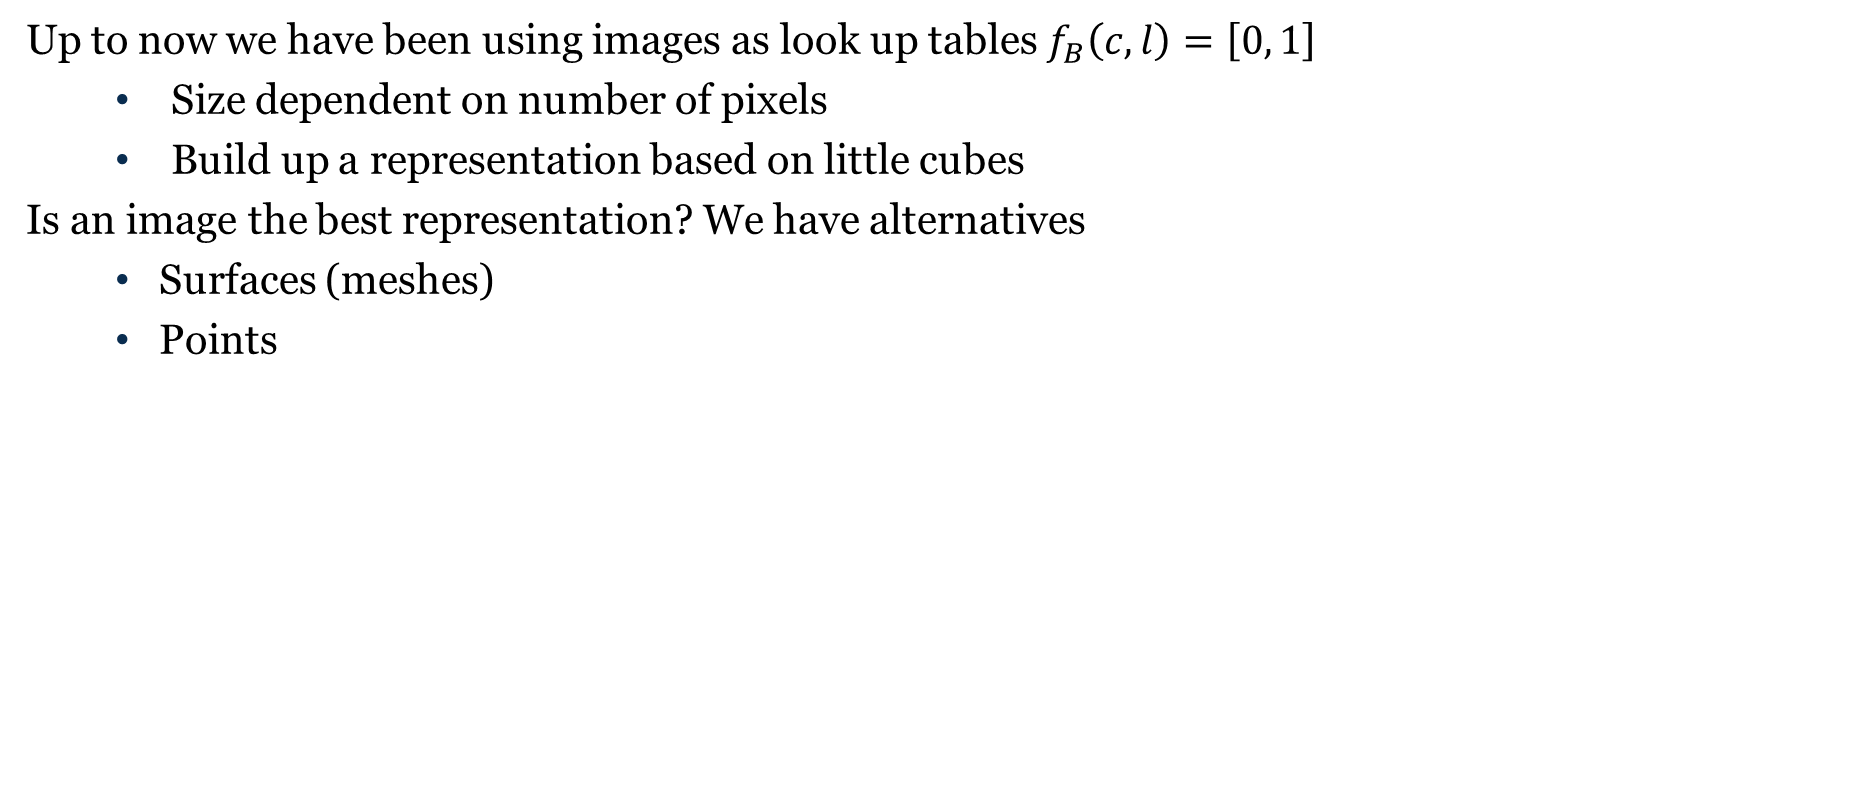 Up to now we have been using images as look up tables f_B(c, l) = [0, 1]
• Size dependent on number of pixels
• Build up a representation based on little cubes
Is an image the best representation? We have alternatives
• Surfaces (meshes)
• Points